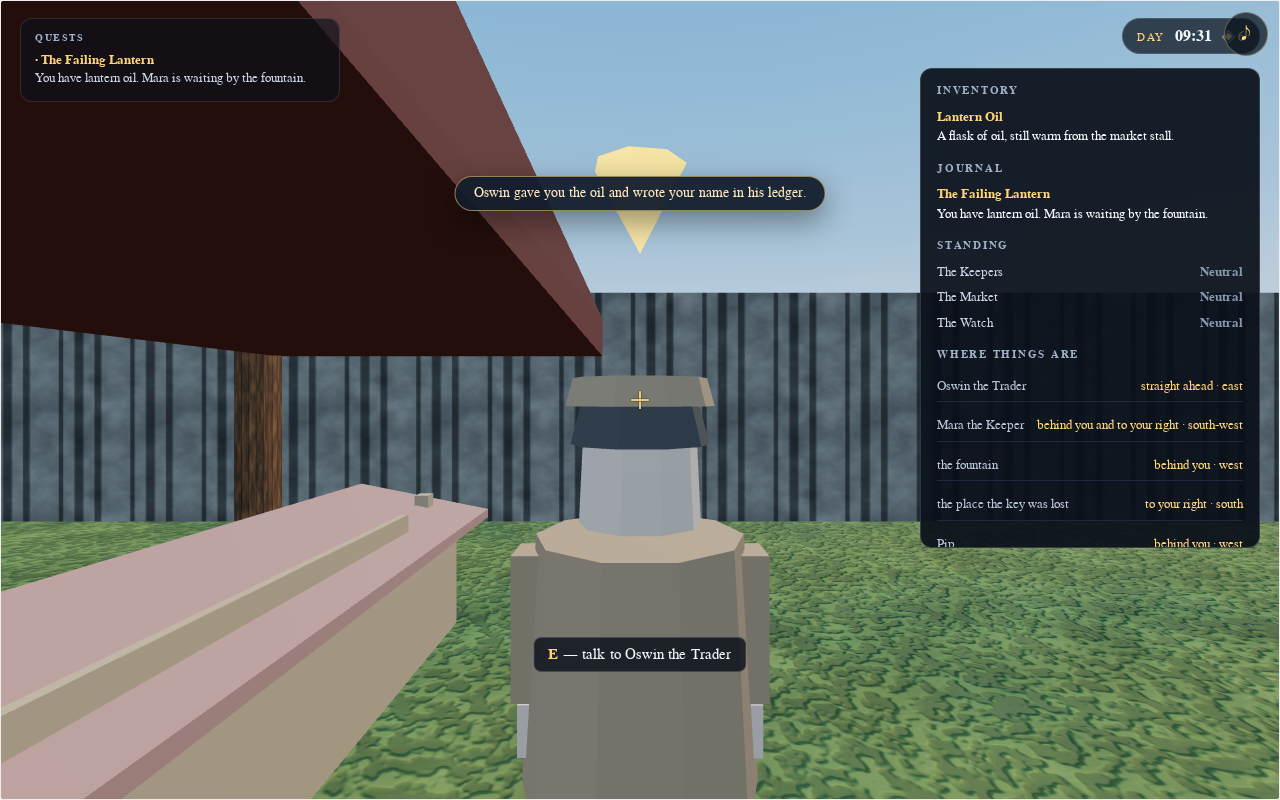 QUESTS
· The Failing Lantern
You have lantern oil. Mara is waiting by the fountain.
DAY 09:31
Oswin gave you the oil and wrote your name in his ledger.
INVENTORY
Lantern Oil
A flask of oil, still warm from the market stall.
JOURNAL
The Failing Lantern
You have lantern oil. Mara is waiting by the fountain.
STANDING
The Keepers Neutral
The Market Neutral
The Watch Neutral
WHERE THINGS ARE
Oswin the Trader straight ahead · east
Mara the Keeper behind you and to your right · south-west
the fountain behind you · west
the place the key was lost to your right · south
Pip behind you · west
E — talk to Oswin the Trader